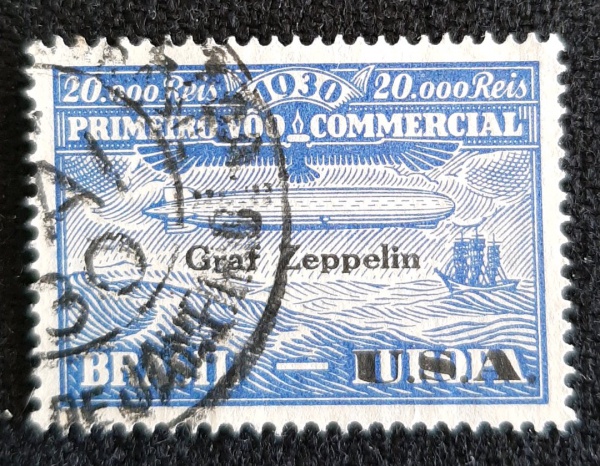 20.000 Reis 1930 20.000 Reis
PRIMEIRO VÔO COMMERCIAL
Graf Zeppelin
BRASIL — U.S.A.